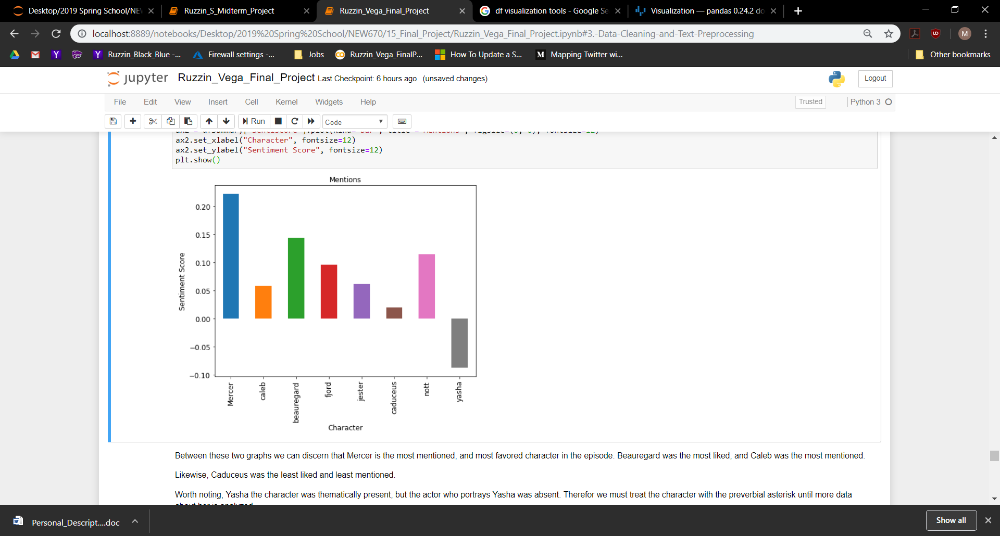 Desktop/2019 Spring School/NEW
Ruzzin_S_Midterm_Project
Ruzzin_Vega_Final_Project
df visualization tools - Google Se
Visualization — pandas 0.24.2 do
localhost:8889/notebooks/Desktop/2019%20Spring%20School/NEW670/15_Final_Project/Ruzzin_Vega_Final_Project.ipynb#3.-Data-Cleaning-and-Text-Preprocessing
M
Ruzzin_Black_Blue -...
Firewall settings -...
Jobs
Ruzzin_Vega_FinalP...
How To Update a S...
Mapping Twitter wi...
Other bookmarks
jupyter Ruzzin_Vega_Final_Project Last Checkpoint: 6 hours ago (unsaved changes)
Logout
File Edit View Insert Cell Kernel Widgets Help
Trusted
Python 3
Run
Code
ax2.set_xlabel("Character", fontsize=12)
ax2.set_ylabel("Sentiment Score", fontsize=12)
plt.show()
Mentions
0.20
0.15
0.10
0.05
0.00
−0.05
−0.10
Sentiment Score
Mercer
caleb
beauregard
fjord
jester
caduceus
nott
yasha
Character
Between these two graphs we can discern that Mercer is the most mentioned, and most favored character in the episode. Beauregard was the most liked, and Caleb was the most mentioned.
Likewise, Caduceus was the least liked and least mentioned.
Worth noting, Yasha the character was thematically present, but the actor who portrays Yasha was absent. Therefor we must treat the character with the preverbial asterisk until more data
Personal_Descript....doc
Show all